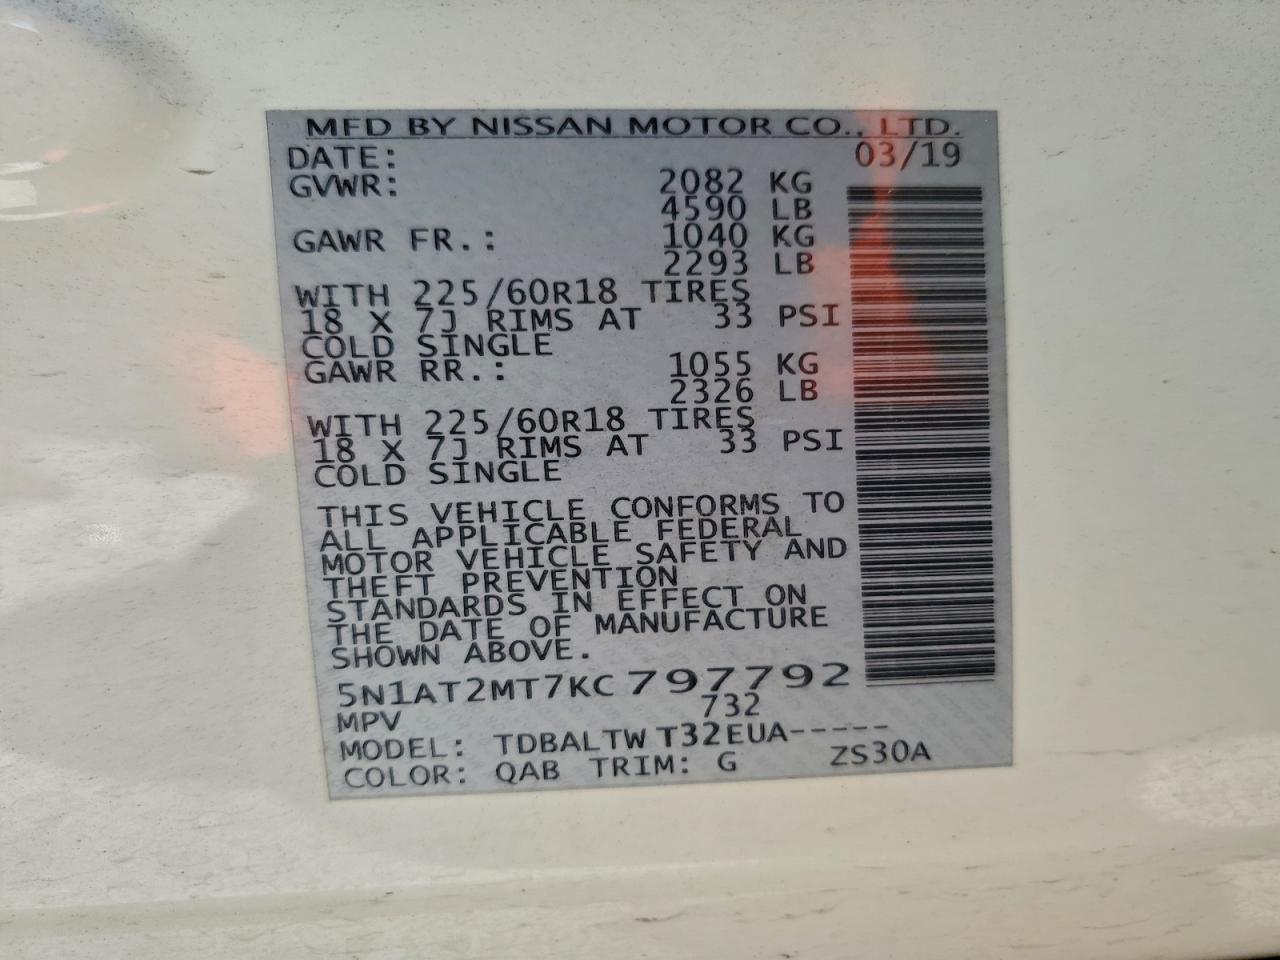 MFD BY NISSAN MOTOR CO., LTD.
DATE: 03/19
GVWR: 2082 KG
4590 LB
GAWR FR.: 1040 KG
2293 LB
WITH 225/60R18 TIRES
18 X 7J RIMS AT 33 PSI
COLD SINGLE
GAWR RR.: 1055 KG
2326 LB
WITH 225/60R18 TIRES
18 X 7J RIMS AT 33 PSI
COLD SINGLE
THIS VEHICLE CONFORMS TO
ALL APPLICABLE FEDERAL
MOTOR VEHICLE SAFETY AND
THEFT PREVENTION
STANDARDS IN EFFECT ON
THE DATE OF MANUFACTURE
SHOWN ABOVE.
5N1AT2MT7KC797792
MPV 732
MODEL: TDBALTW T32EUA-----
COLOR: QAB TRIM: G ZS30A